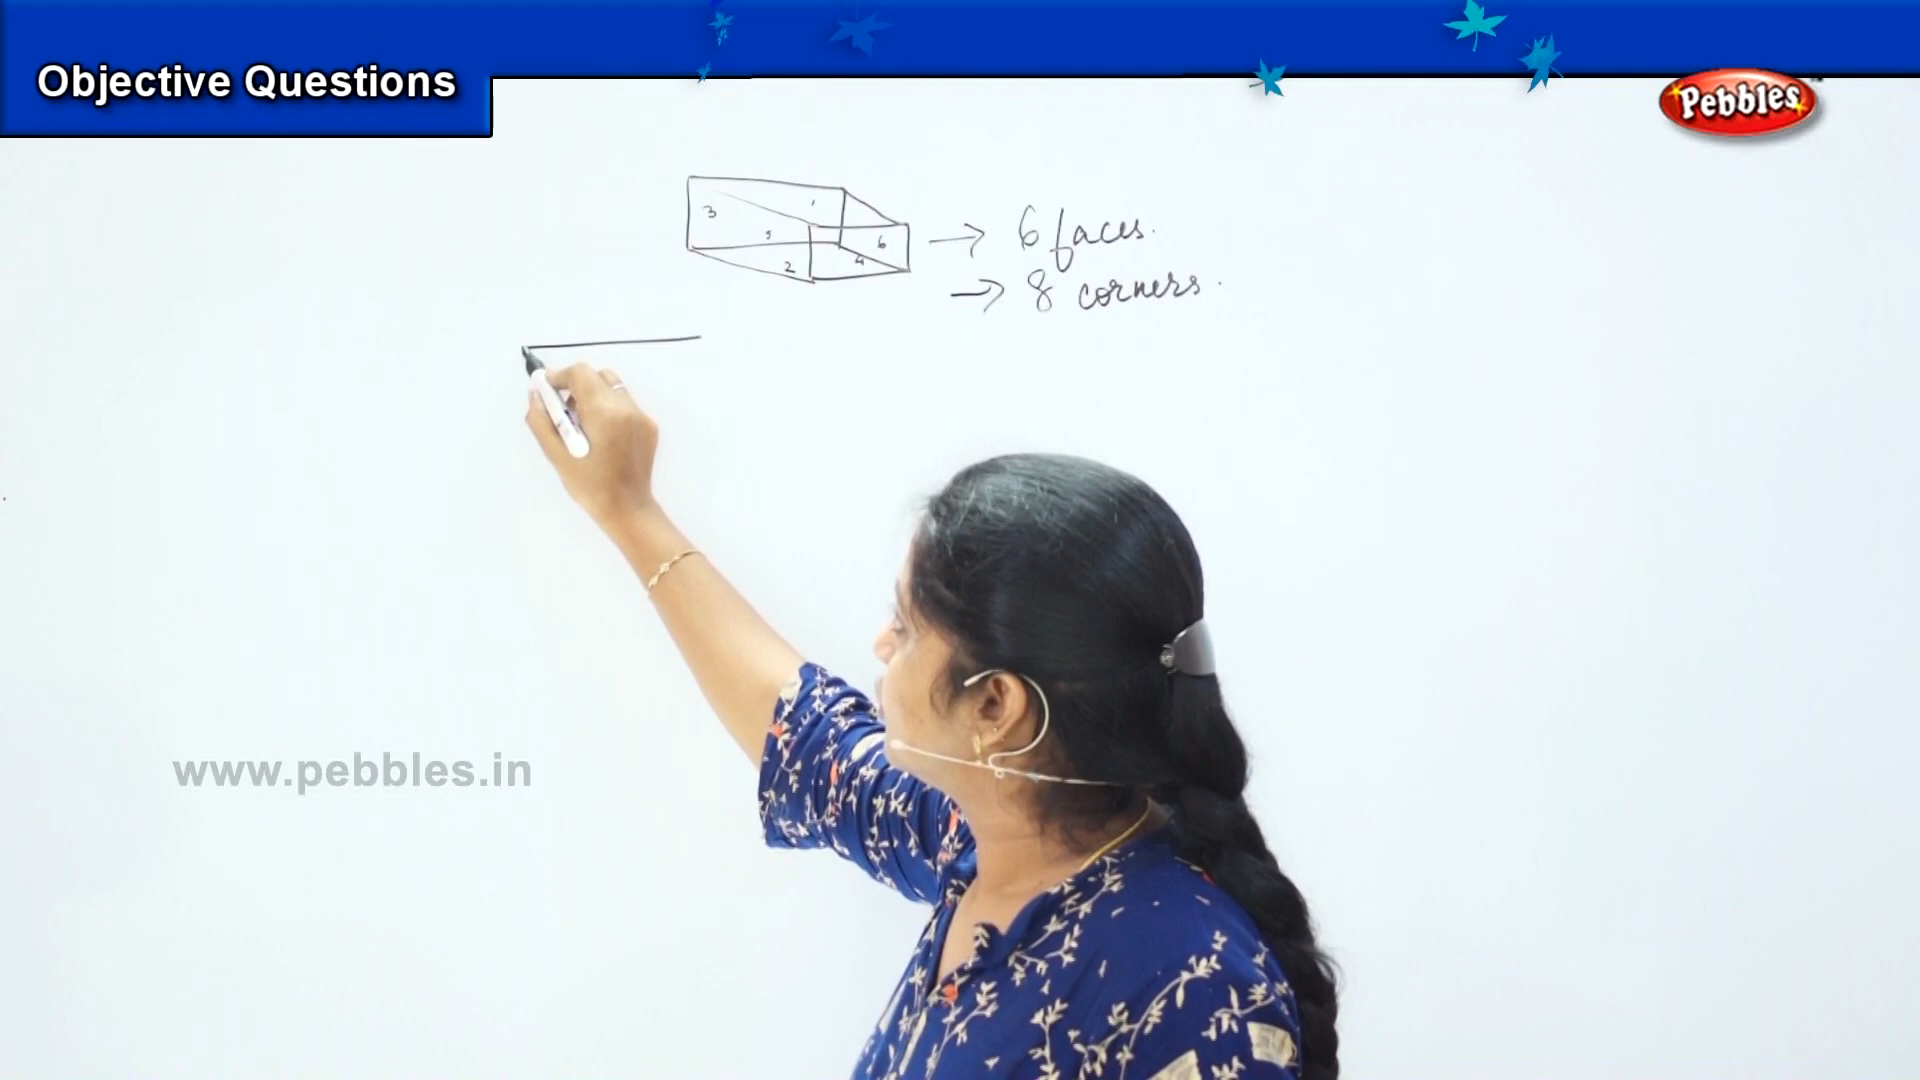 Objective Questions
Pebbles
3
1
5
6
2
4
→ 6 faces.
→ 8 corners.
www.pebbles.in